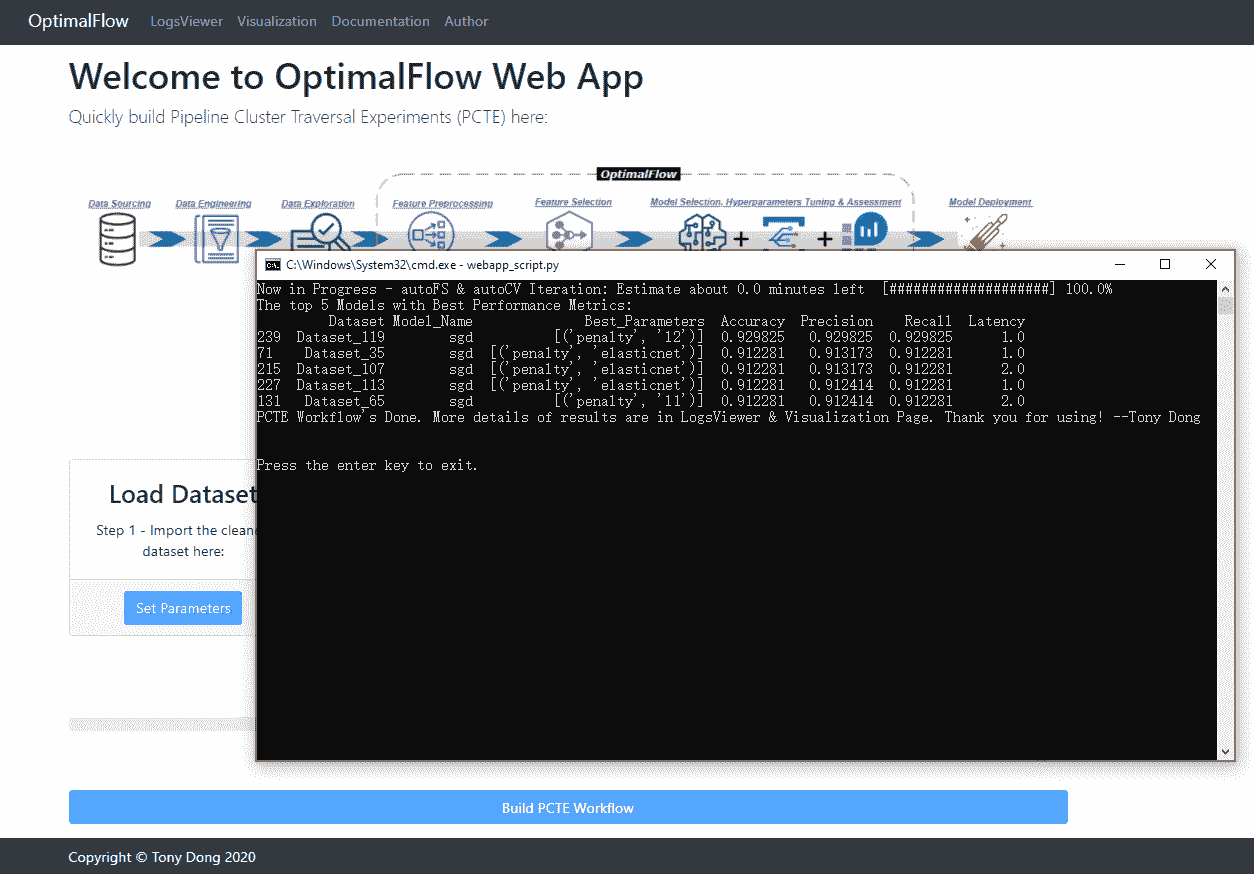 OptimalFlow LogsViewer Visualization Documentation Author
Welcome to OptimalFlow Web App
Quickly build Pipeline Cluster Traversal Experiments (PCTE) here:
OptimalFlow
Data Sourcing Data Engineering Data Exploration Feature Preprocessing Feature Selection Model Selection, Hyperparameters Tuning & Assessment Model Deployment
C:\Windows\System32\cmd.exe - webapp_script.py
Now in Progress - autoFS & autoCV Iteration: Estimate about 0.0 minutes left [####################] 100.0%
The top 5 Models with Best Performance Metrics:
Dataset Model_Name Best_Parameters Accuracy Precision Recall Latency
239 Dataset_119 sgd [('penalty', 'l2')] 0.929825 0.929825 0.929825 1.0
71 Dataset_35 sgd [('penalty', 'elasticnet')] 0.912281 0.913173 0.912281 1.0
215 Dataset_107 sgd [('penalty', 'elasticnet')] 0.912281 0.913173 0.912281 2.0
227 Dataset_113 sgd [('penalty', 'elasticnet')] 0.912281 0.912414 0.912281 1.0
131 Dataset_65 sgd [('penalty', 'l1')] 0.912281 0.912414 0.912281 2.0
PCTE Workflow's Done. More details of results are in LogsViewer & Visualization Page. Thank you for using! --Tony Dong
Press the enter key to exit.
Load Dataset
Step 1 - Import the clean
dataset here:
Set Parameters
Build PCTE Workflow
Copyright © Tony Dong 2020